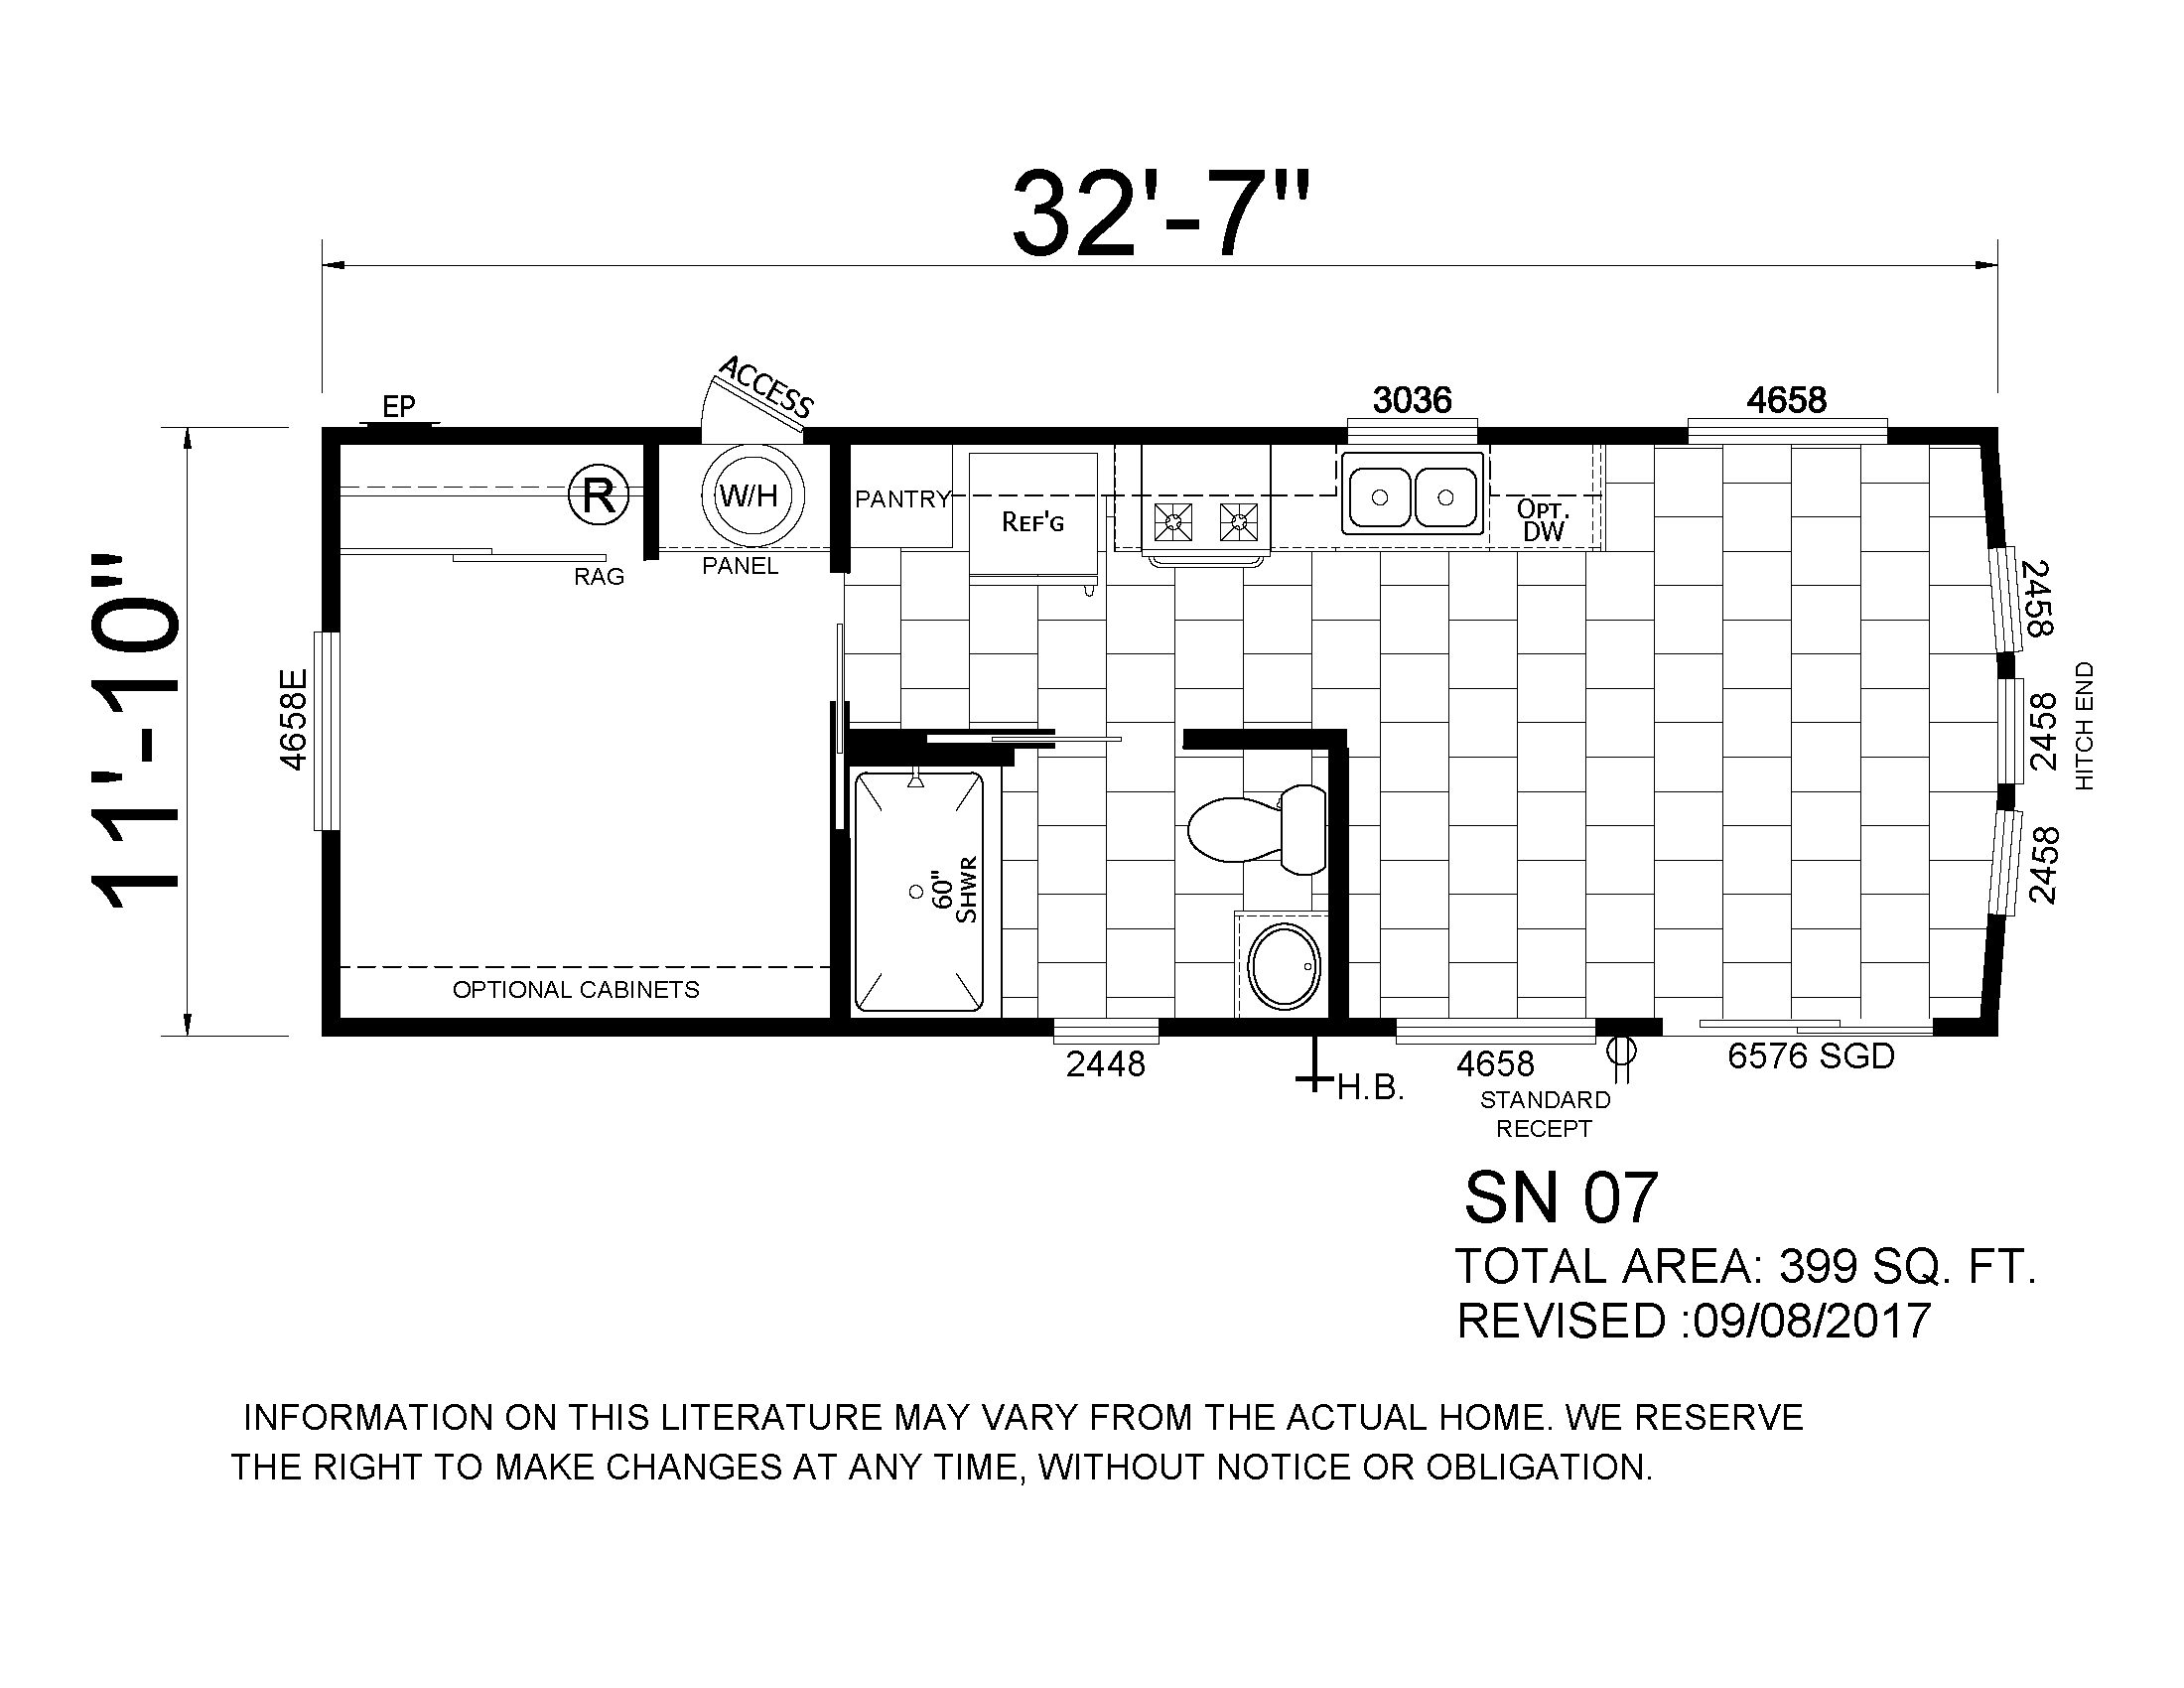 32'-7"
11'-10"
EP
ACCESS
3036
4658
R
W/H
PANTRY
REF'G
OPT.
DW
RAG
PANEL
4658E
2458
2458
2458
HITCH END
60"
SHWR
OPTIONAL CABINETS
2448
H.B.
4658
STANDARD
RECEPT
6576 SGD
SN 07
TOTAL AREA: 399 SQ. FT.
REVISED :09/08/2017
INFORMATION ON THIS LITERATURE MAY VARY FROM THE ACTUAL HOME. WE RESERVE
THE RIGHT TO MAKE CHANGES AT ANY TIME, WITHOUT NOTICE OR OBLIGATION.